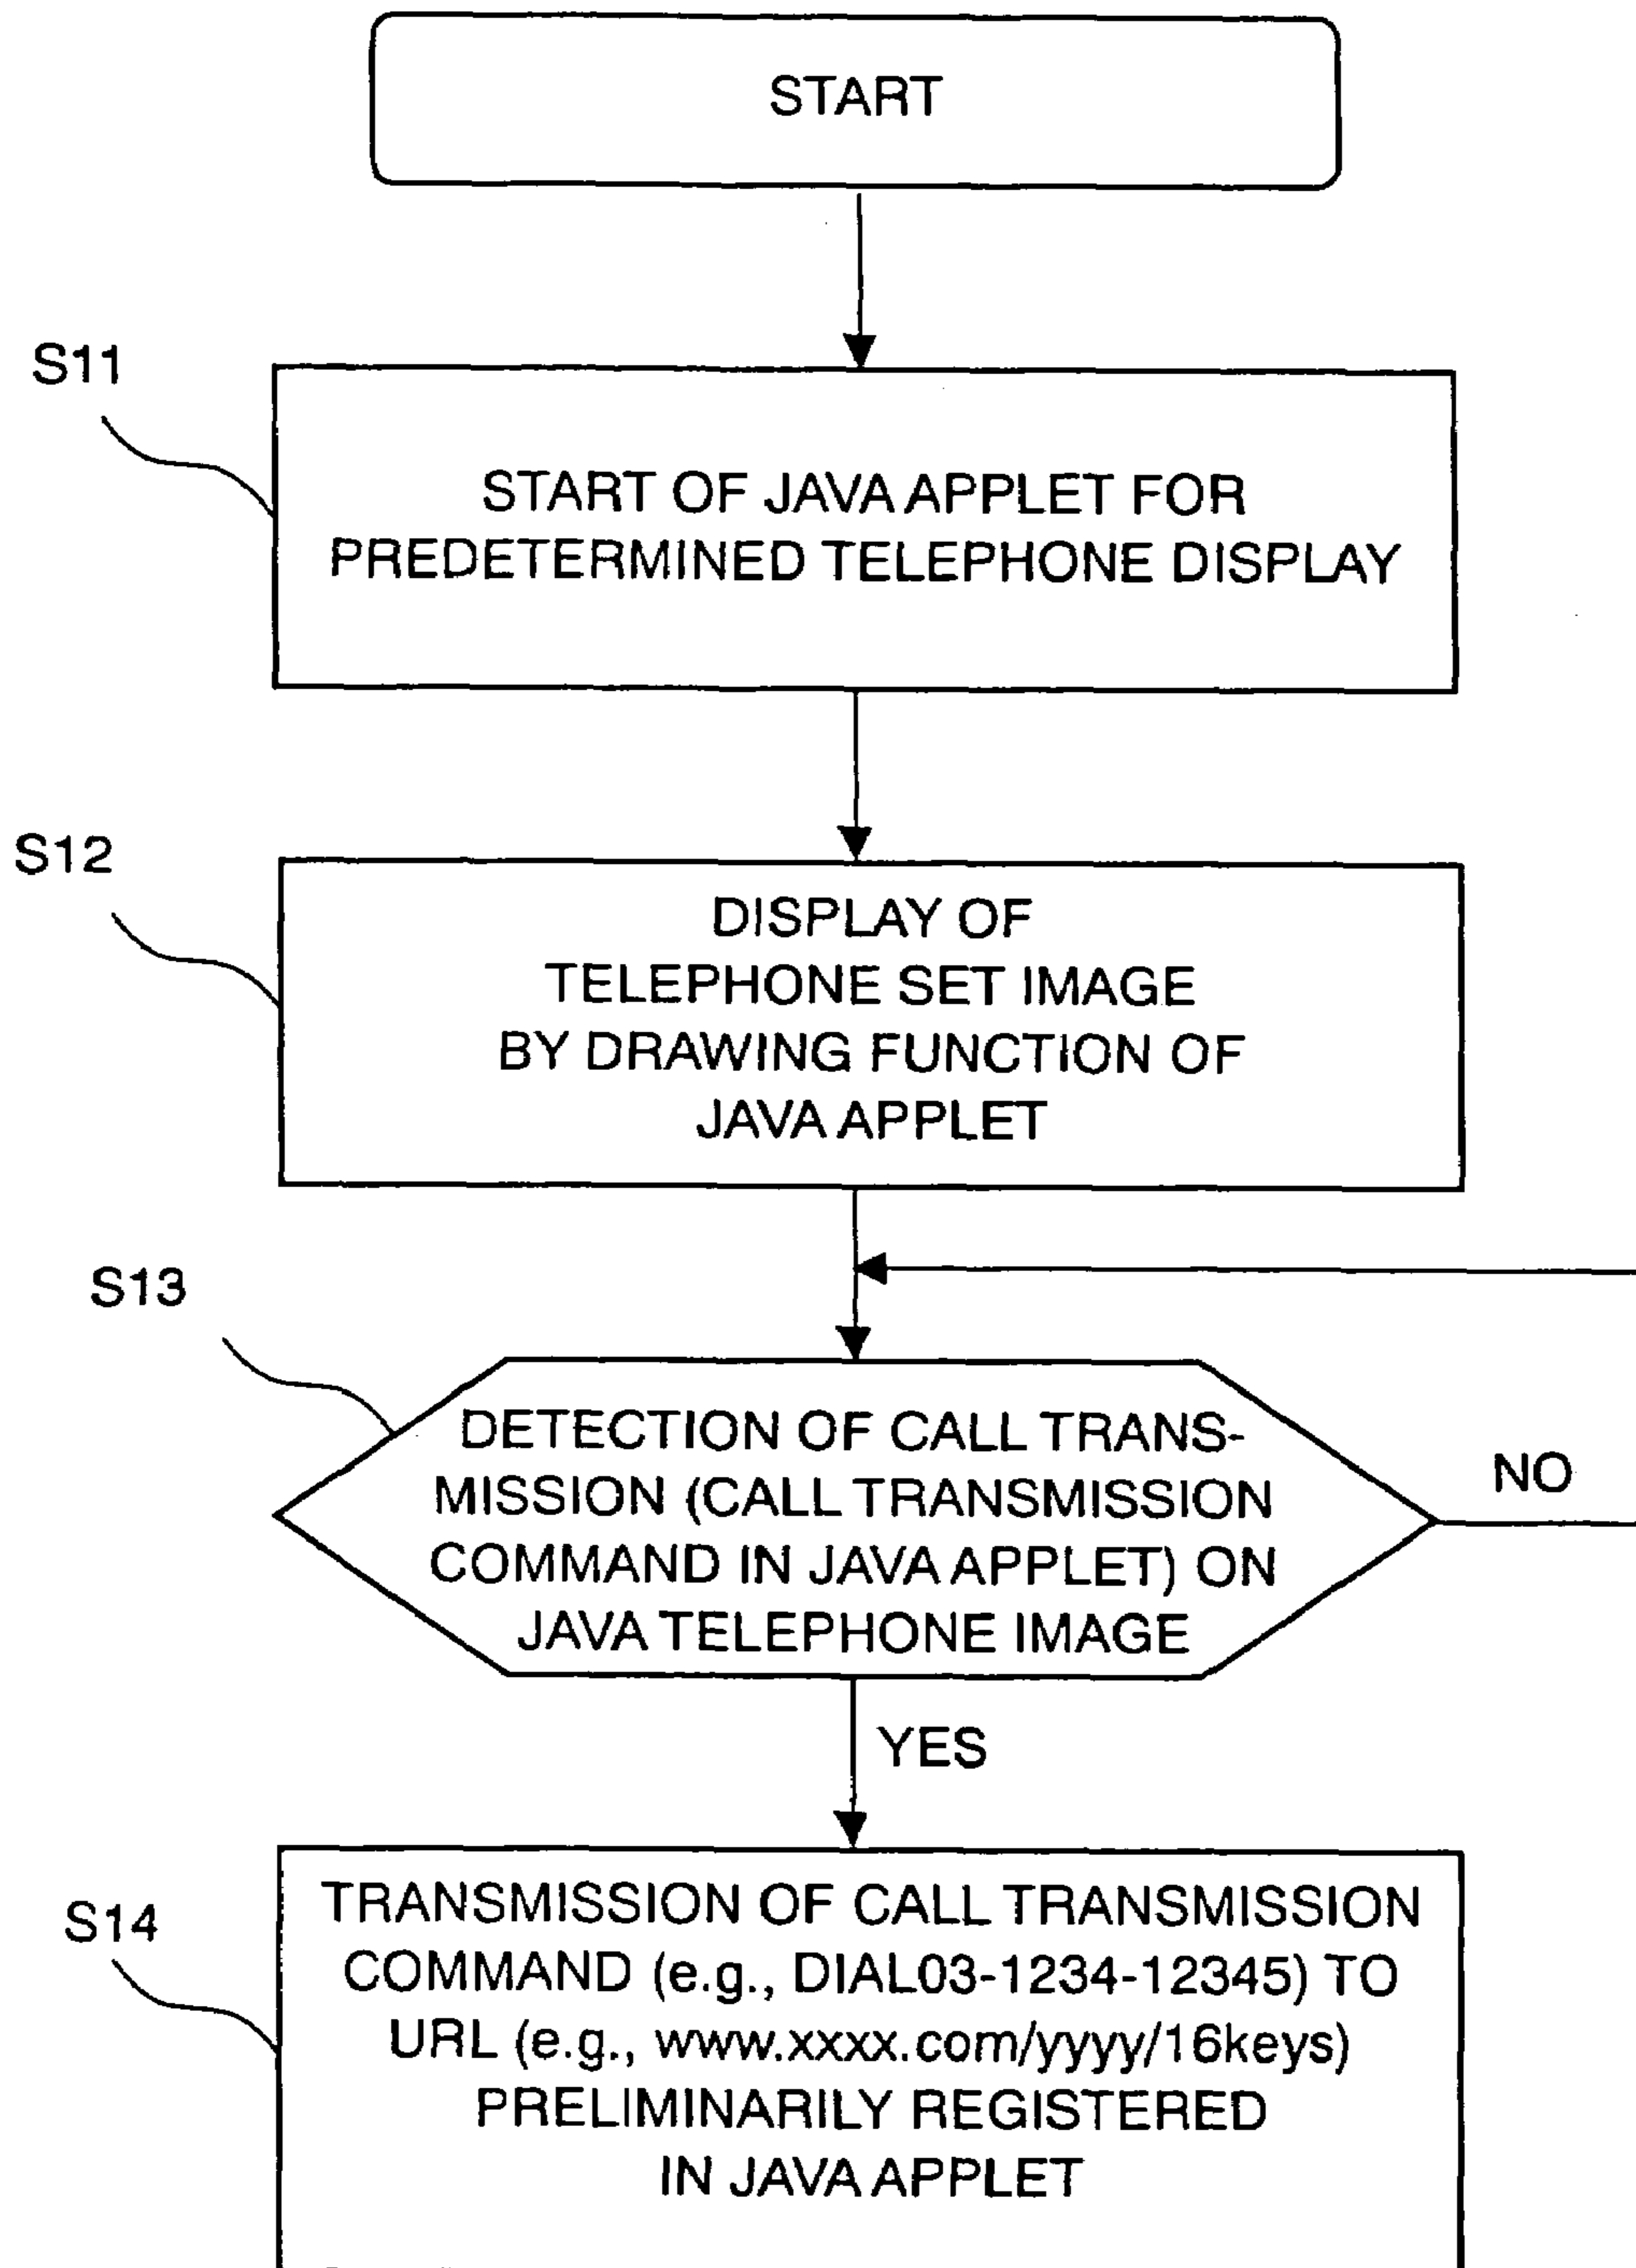 START
S11
START OF JAVA APPLET FOR
PREDETERMINED TELEPHONE DISPLAY
S12
DISPLAY OF
TELEPHONE SET IMAGE
BY DRAWING FUNCTION OF
JAVA APPLET
S13
DETECTION OF CALL TRANS-
MISSION (CALL TRANSMISSION
COMMAND IN JAVA APPLET) ON
JAVA TELEPHONE IMAGE
NO
YES
S14
TRANSMISSION OF CALL TRANSMISSION
COMMAND (e.g., DIAL03-1234-12345) TO
URL (e.g., www.xxxx.com/yyyy/16keys)
PRELIMINARILY REGISTERED
IN JAVA APPLET